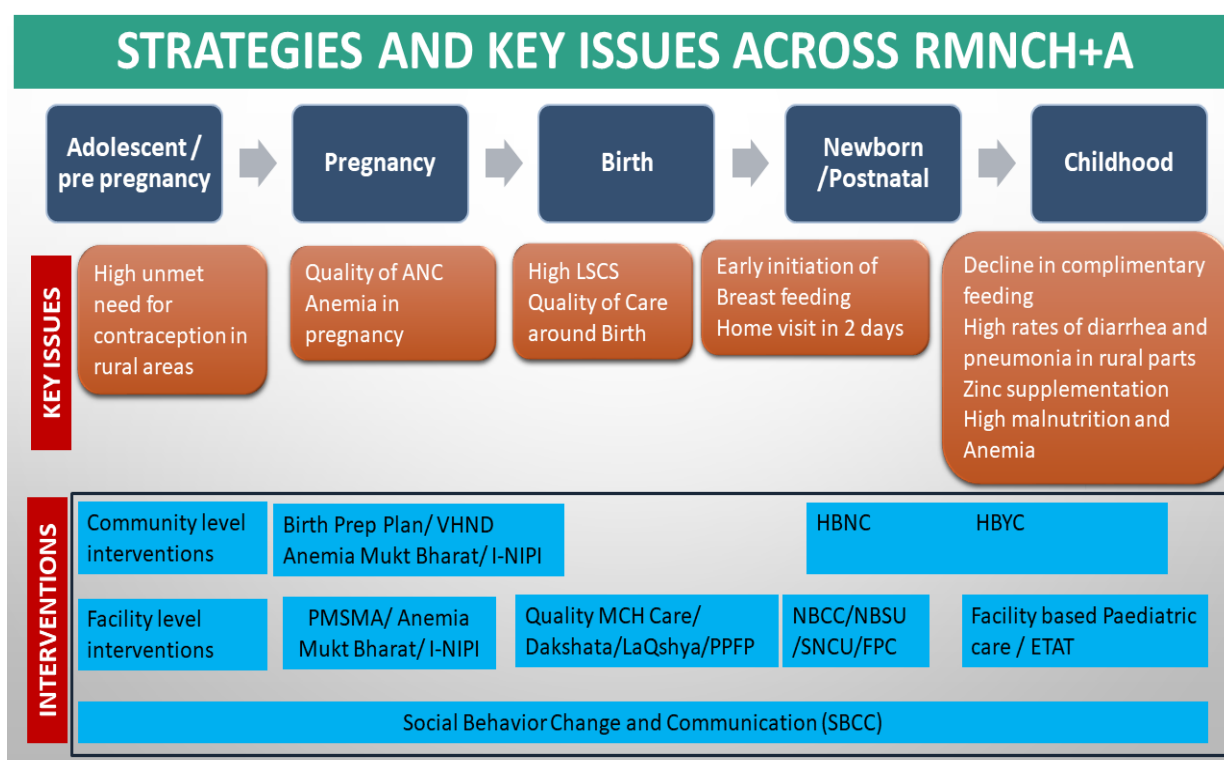 STRATEGIES AND KEY ISSUES ACROSS RMNCH+A
Adolescent /
pre pregnancy
Pregnancy
Birth
Newborn
/Postnatal
Childhood
KEY ISSUES
High unmet
need for
contraception in
rural areas
Quality of ANC
Anemia in
pregnancy
High LSCS
Quality of Care
around Birth
Early initiation of
Breast feeding
Home visit in 2 days
Decline in complimentary
feeding
High rates of diarrhea and
pneumonia in rural parts
Zinc supplementation
High malnutrition and
Anemia
INTERVENTIONS
Community level
interventions
Birth Prep Plan/ VHND
Anemia Mukt Bharat/ I-NIPI
HBNC
HBYC
Facility level
interventions
PMSMA/ Anemia
Mukt Bharat/ I-NIPI
Quality MCH Care/
Dakshata/LaQshya/PPFP
NBCC/NBSU
/SNCU/FPC
Facility based Paediatric
care / ETAT
Social Behavior Change and Communication (SBCC)